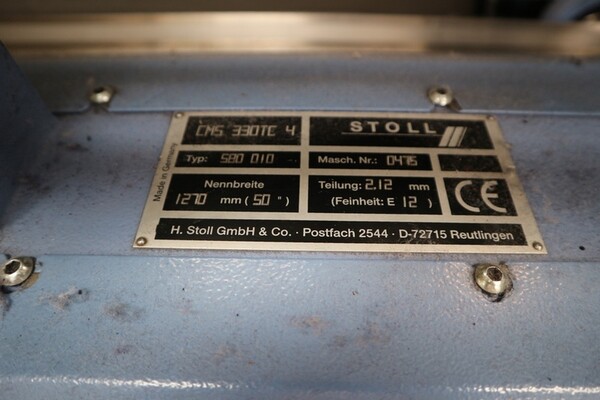 CMS 330TC 4
STOLL
Typ: 580 010
Masch. Nr.: 0475
Made in Germany
Nennbreite
1270 mm ( 50 " )
Teilung: 2.12 mm
(Feinheit: E 12 )
CE
H. Stoll GmbH & Co. · Postfach 2544 · D-72715 Reutlingen